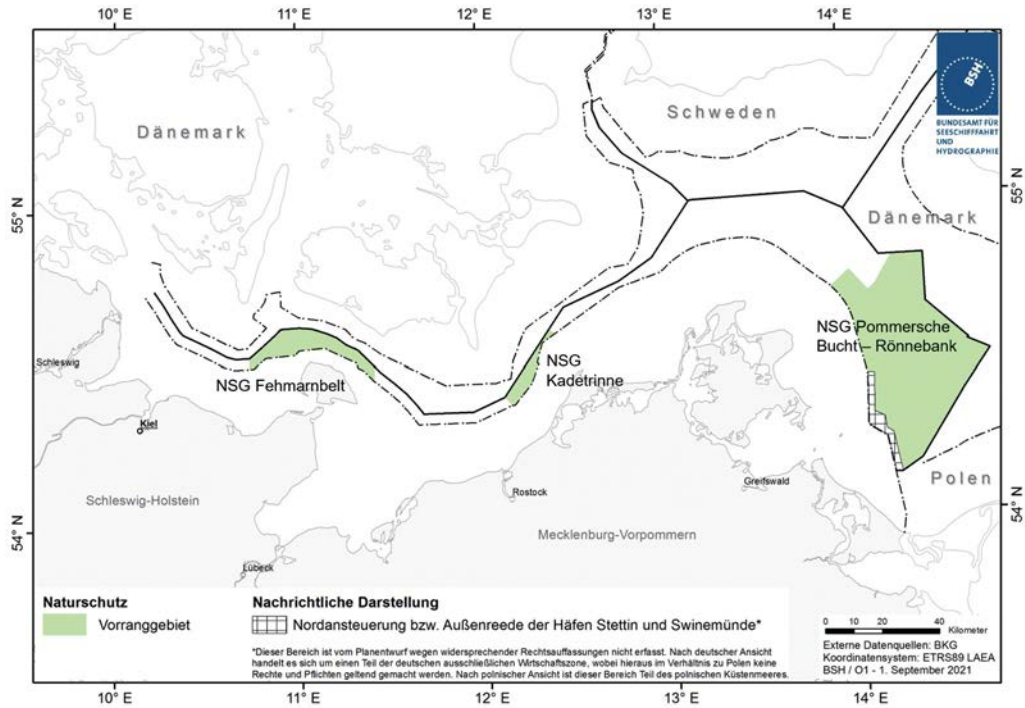 10° E
11° E
12° E
13° E
14° E
BSH
BUNDESAMT FÜR
SEESCHIFFFAHRT
UND
HYDROGRAPHIE
Schweden
Dänemark
55° N
55° N
Dänemark
NSG Pommersche
Bucht – Rönnebank
NSG
Kadetrinne
Schleswig
NSG Fehmarnbelt
Kiel
Polen
Greifswald
Rostock
Schleswig-Holstein
54° N
54° N
Mecklenburg-Vorpommern
Lübeck
Naturschutz
Vorranggebiet
Nachrichtliche Darstellung
Nordansteuerung bzw. Außenreede der Häfen Stettin und Swinemünde*
*Dieser Bereich ist vom Planentwurf wegen widersprechender Rechtsauffassungen nicht erfasst. Nach deutscher Ansicht
handelt es sich um einen Teil der deutschen ausschließlichen Wirtschaftszone, wobei hieraus im Verhältnis zu Polen keine
Rechte und Pflichten geltend gemacht werden. Nach polnischer Ansicht ist dieser Bereich Teil des polnischen Küstenmeeres.
0 10 20 40
Kilometer
Externe Datenquellen: BKG
Koordinatensystem: ETRS89 LAEA
BSH / O1 - 1. September 2021
10° E
11° E
12° E
13° E
14° E